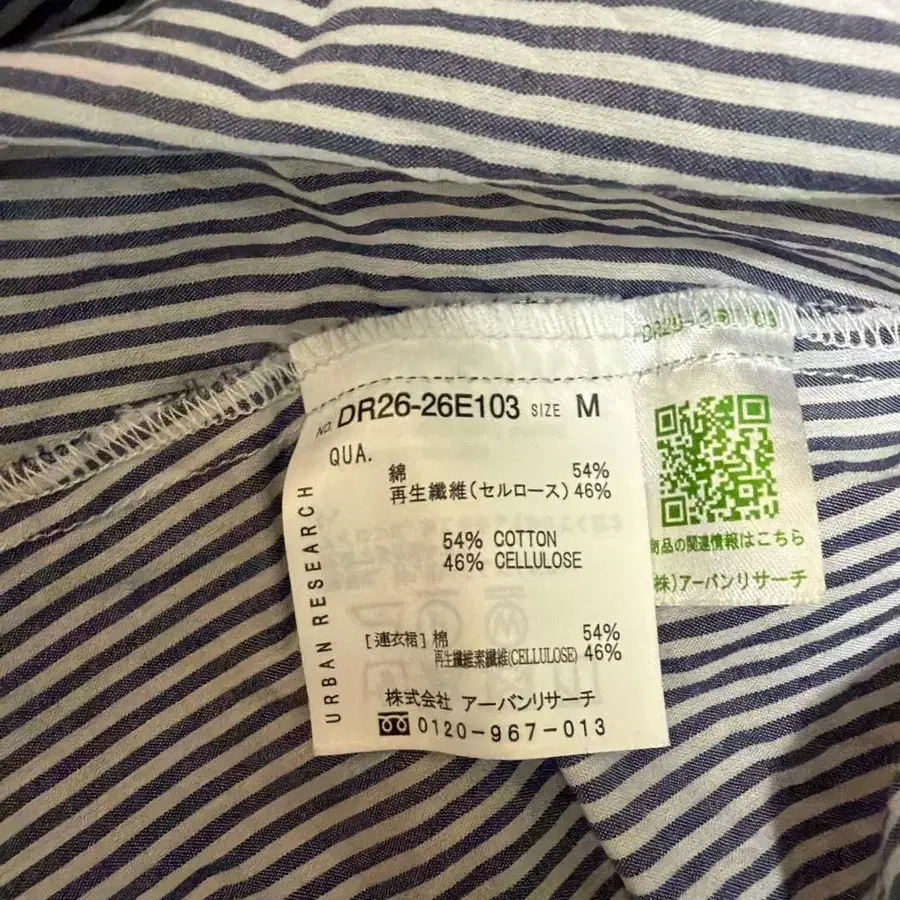 NO. DR26-26E103 SIZE M
QUA.
綿 54%
再生繊維(セルロース) 46%
54% COTTON
46% CELLULOSE
[連衣裙] 棉 54%
再生纖維素纖維(CELLULOSE) 46%
株式会社 アーバンリサーチ
0120-967-013
URBAN RESEARCH
商品の関連情報はこちら
(株)アーバンリサーチ